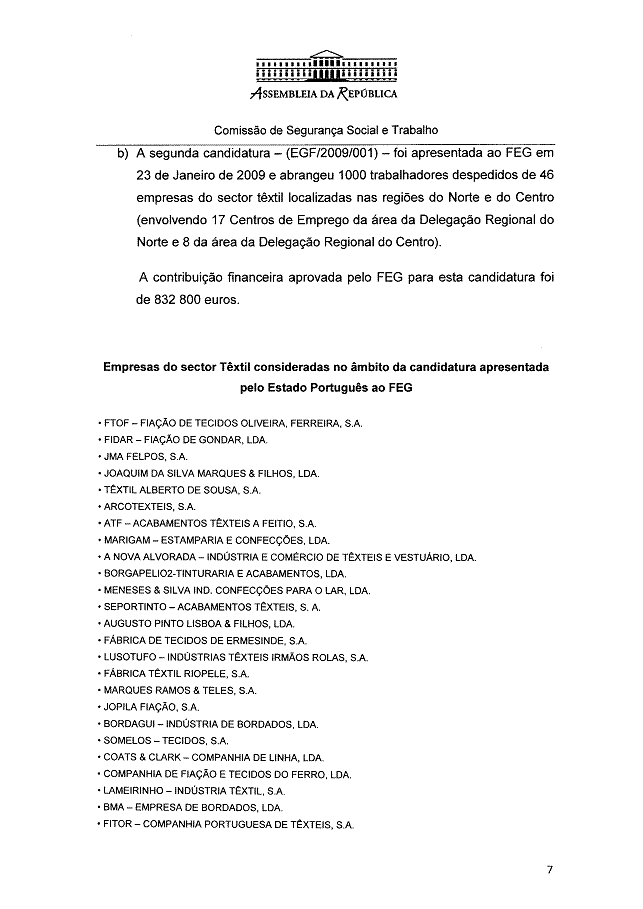 ASSEMBLEIA DA REPÚBLICA
Comissão de Segurança Social e Trabalho
b) A segunda candidatura – (EGF/2009/001) – foi apresentada ao FEG em
23 de Janeiro de 2009 e abrangeu 1000 trabalhadores despedidos de 46
empresas do sector têxtil localizadas nas regiões do Norte e do Centro
(envolvendo 17 Centros de Emprego da área da Delegação Regional do
Norte e 8 da área da Delegação Regional do Centro).
A contribuição financeira aprovada pelo FEG para esta candidatura foi
de 832 800 euros.
Empresas do sector Têxtil consideradas no âmbito da candidatura apresentada
pelo Estado Português ao FEG
• FTOF – FIAÇÃO DE TECIDOS OLIVEIRA, FERREIRA, S.A.
• FIDAR – FIAÇÃO DE GONDAR, LDA.
• JMA FELPOS, S.A.
• JOAQUIM DA SILVA MARQUES & FILHOS, LDA.
• TÊXTIL ALBERTO DE SOUSA, S.A.
• ARCOTEXTEIS, S.A.
• ATF – ACABAMENTOS TÊXTEIS A FEITIO, S.A.
• MARIGAM – ESTAMPARIA E CONFECÇÕES, LDA.
• A NOVA ALVORADA – INDÚSTRIA E COMÉRCIO DE TÊXTEIS E VESTUÁRIO, LDA.
• BORGAPELIO2-TINTURARIA E ACABAMENTOS, LDA.
• MENESES & SILVA IND. CONFECÇÕES PARA O LAR, LDA.
• SEPORTINTO – ACABAMENTOS TÊXTEIS, S. A.
• AUGUSTO PINTO LISBOA & FILHOS, LDA.
• FÁBRICA DE TECIDOS DE ERMESINDE, S.A.
• LUSOTUFO – INDÚSTRIAS TÊXTEIS IRMÃOS ROLAS, S.A.
• FÁBRICA TÊXTIL RIOPELE, S.A.
• MARQUES RAMOS & TELES, S.A.
• JOPILA FIAÇÃO, S.A.
• BORDAGUI – INDÚSTRIA DE BORDADOS, LDA.
• SOMELOS – TECIDOS, S.A.
• COATS & CLARK – COMPANHIA DE LINHA, LDA.
• COMPANHIA DE FIAÇÃO E TECIDOS DO FERRO, LDA.
• LAMEIRINHO – INDÚSTRIA TÊXTIL, S.A.
• BMA – EMPRESA DE BORDADOS, LDA.
• FITOR – COMPANHIA PORTUGUESA DE TÊXTEIS, S.A.
7